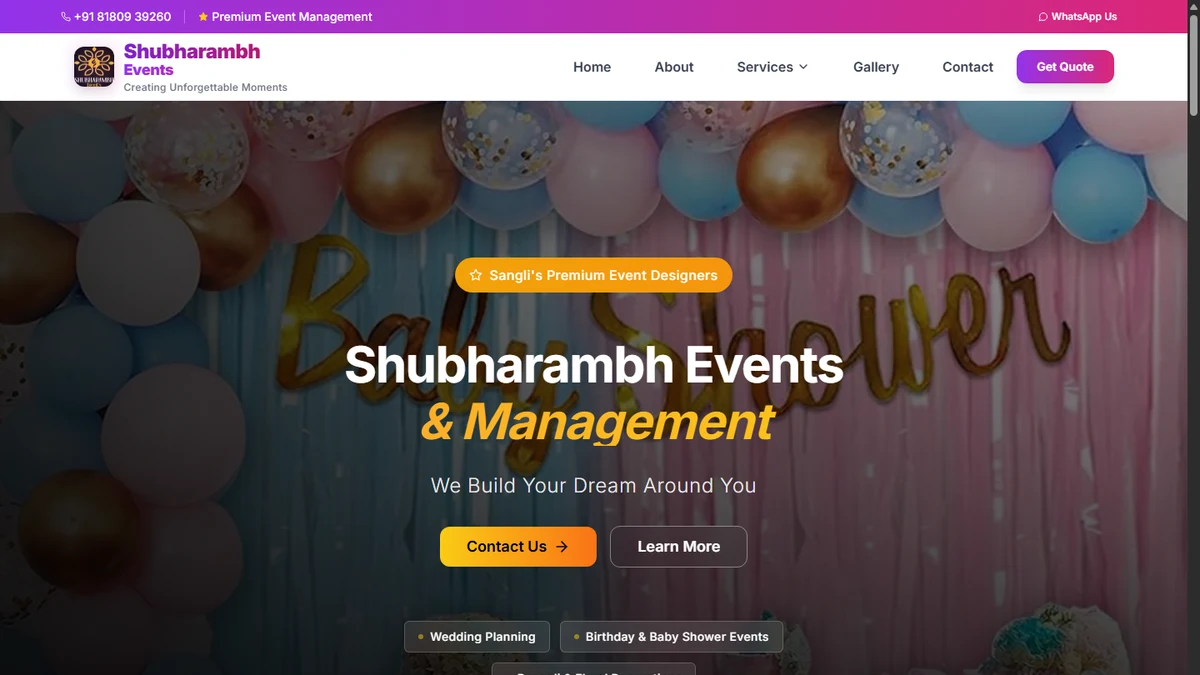 +91 81809 39260
Premium Event Management
WhatsApp Us
Shubharambh
Events
Creating Unforgettable Moments
Home
About
Services
Gallery
Contact
Get Quote
Baby Shower
Sangli's Premium Event Designers
Shubharambh Events
& Management
We Build Your Dream Around You
Contact Us
Learn More
Wedding Planning
Birthday & Baby Shower Events